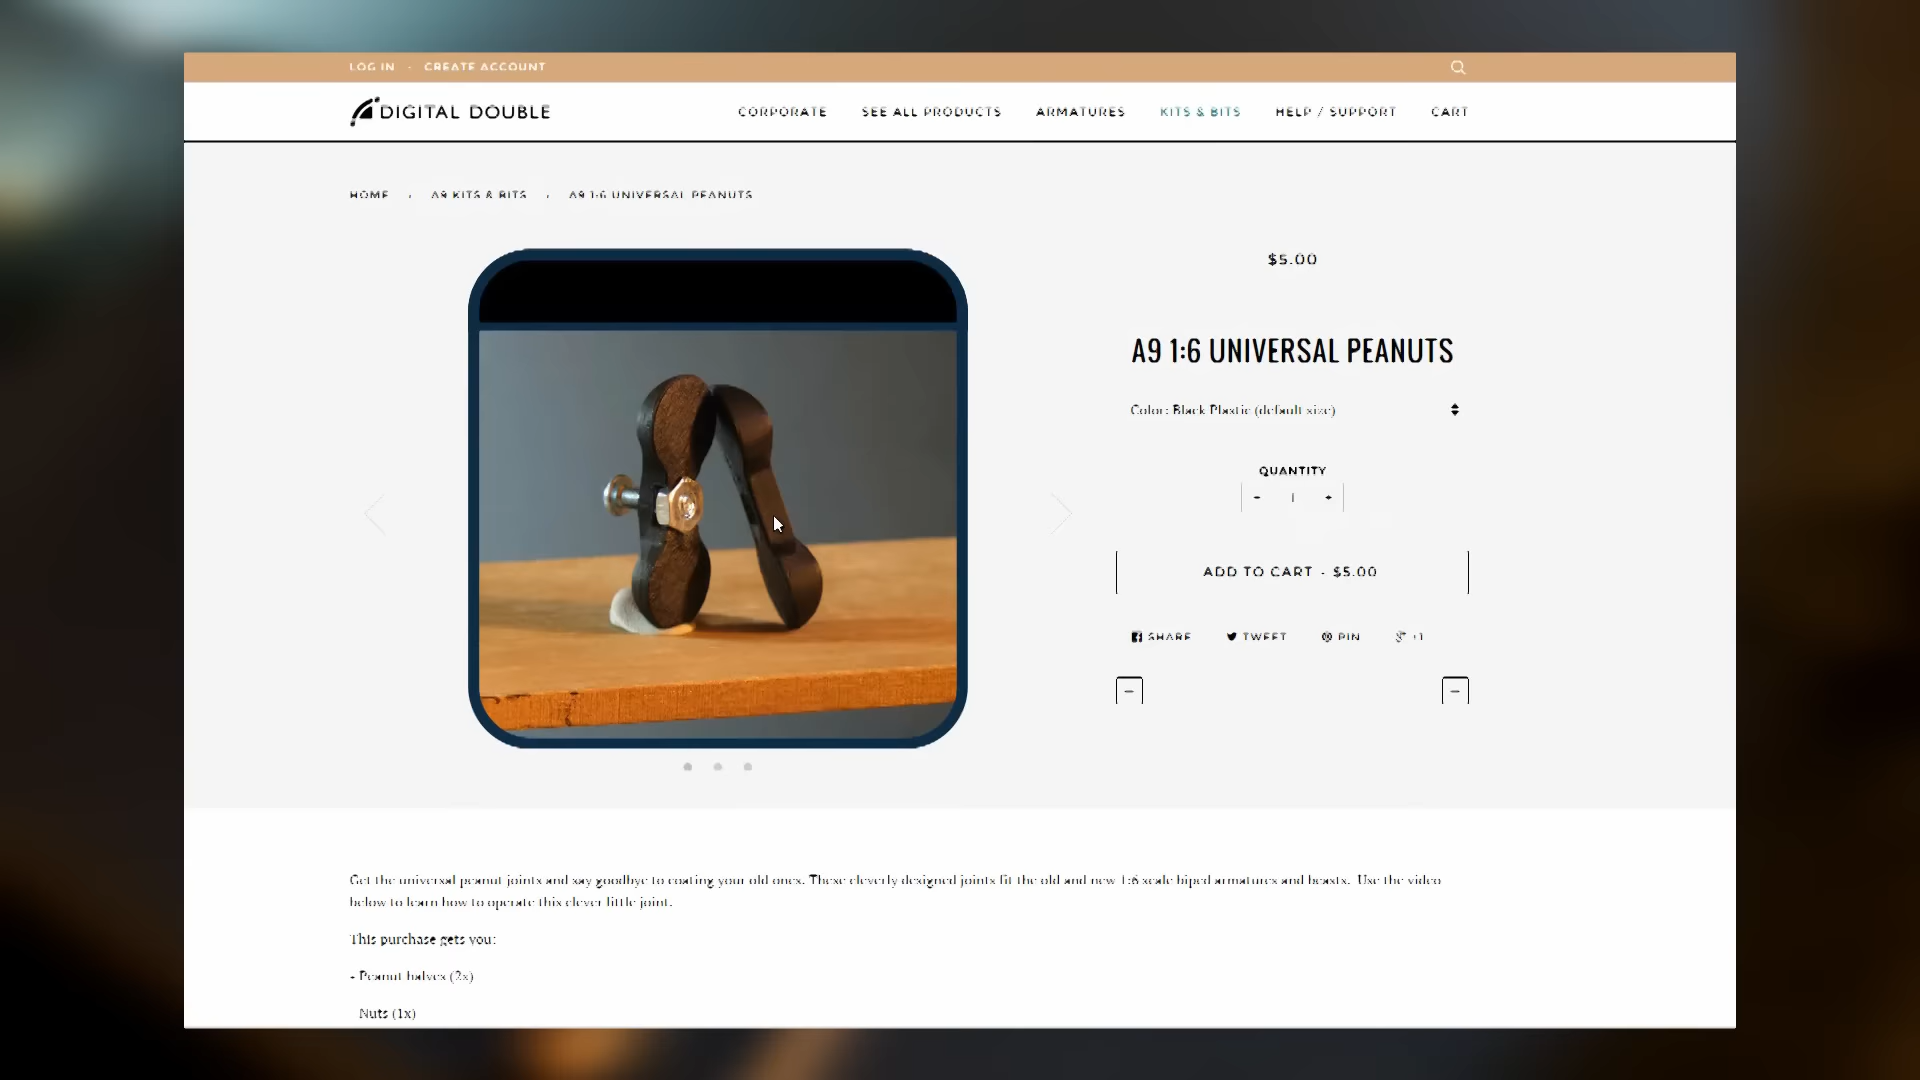 LOG IN · CREATE ACCOUNT
DIGITAL DOUBLE
CORPORATE SEE ALL PRODUCTS ARMATURES KITS & BITS HELP / SUPPORT CART
HOME › A9 KITS & BITS › A9 1:6 UNIVERSAL PEANUTS
$5.00
A9 1:6 UNIVERSAL PEANUTS
Color: Black Plastic (default size)
QUANTITY
- 1 +
ADD TO CART - $5.00
SHARE TWEET PIN +1
Get the universal peanut joints and say goodbye to coating your old ones. These cleverly designed joints fit the old and new 1:6 scale biped armatures and beasts. Use the video
below to learn how to operate this clever little joint.
This purchase gets you:
- Peanut halves (2x)
Nuts (1x)